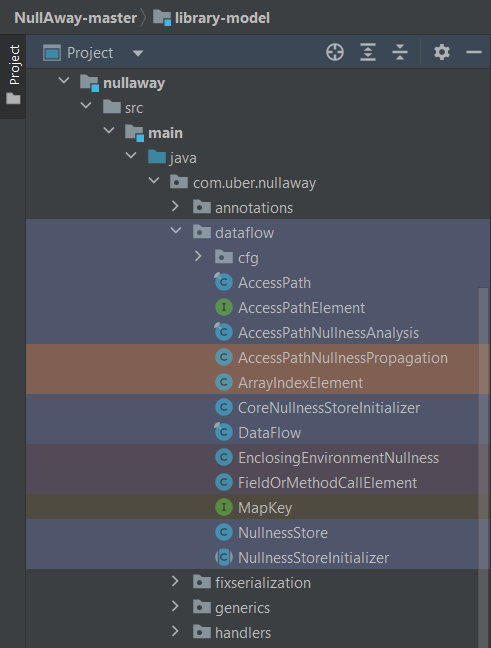 NullAway-master library-model
Project
Project
nullaway
src
main
java
com.uber.nullaway
annotations
dataflow
cfg
C AccessPath
I AccessPathElement
C AccessPathNullnessAnalysis
C AccessPathNullnessPropagation
C ArrayIndexElement
C CoreNullnessStoreInitializer
C DataFlow
C EnclosingEnvironmentNullness
C FieldOrMethodCallElement
I MapKey
C NullnessStore
C NullnessStoreInitializer
fixserialization
generics
handlers